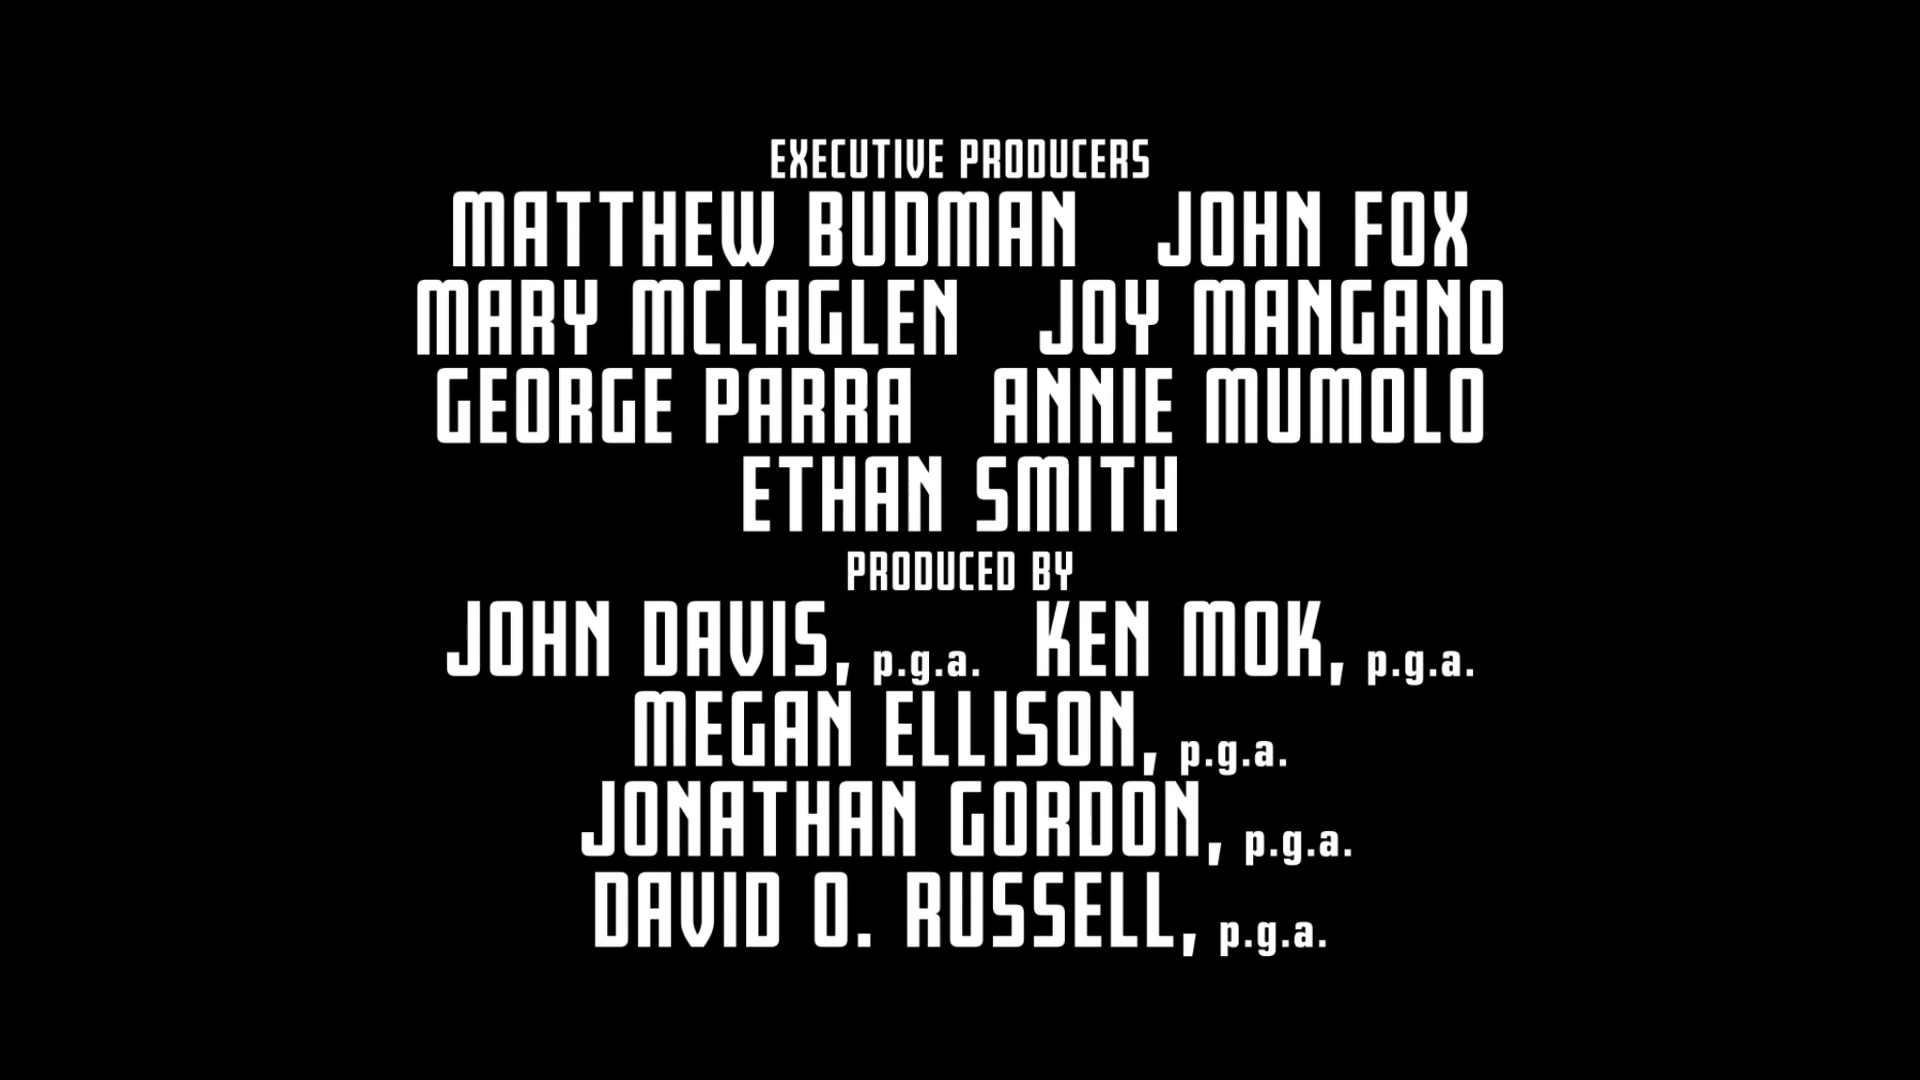 EXECUTIVE PRODUCERS
MATTHEW BUDMAN JOHN FOX
MARY MCLAGLEN JOY MANGANO
GEORGE PARRA ANNIE MUMOLO
ETHAN SMITH
PRODUCED BY
JOHN DAVIS, p.g.a. KEN MOK, p.g.a.
MEGAN ELLISON, p.g.a.
JONATHAN GORDON, p.g.a.
DAVID O. RUSSELL, p.g.a.